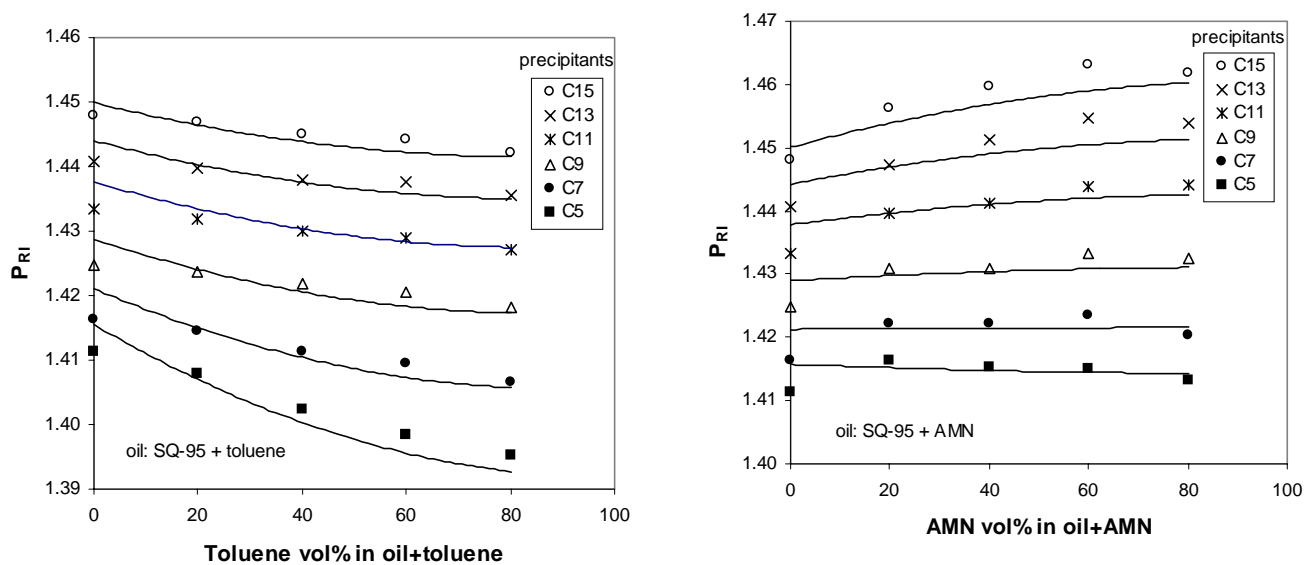 1.46
1.45
1.44
1.43
1.42
1.41
1.40
1.39
PRI
precipitants
C15
C13
C11
C9
C7
C5
oil: SQ-95 + toluene
0 20 40 60 80 100
Toluene vol% in oil+toluene
1.47
1.46
1.45
1.44
1.43
1.42
1.41
1.40
PRI
precipitants
C15
C13
C11
C9
C7
C5
oil: SQ-95 + AMN
0 20 40 60 80 100
AMN vol% in oil+AMN